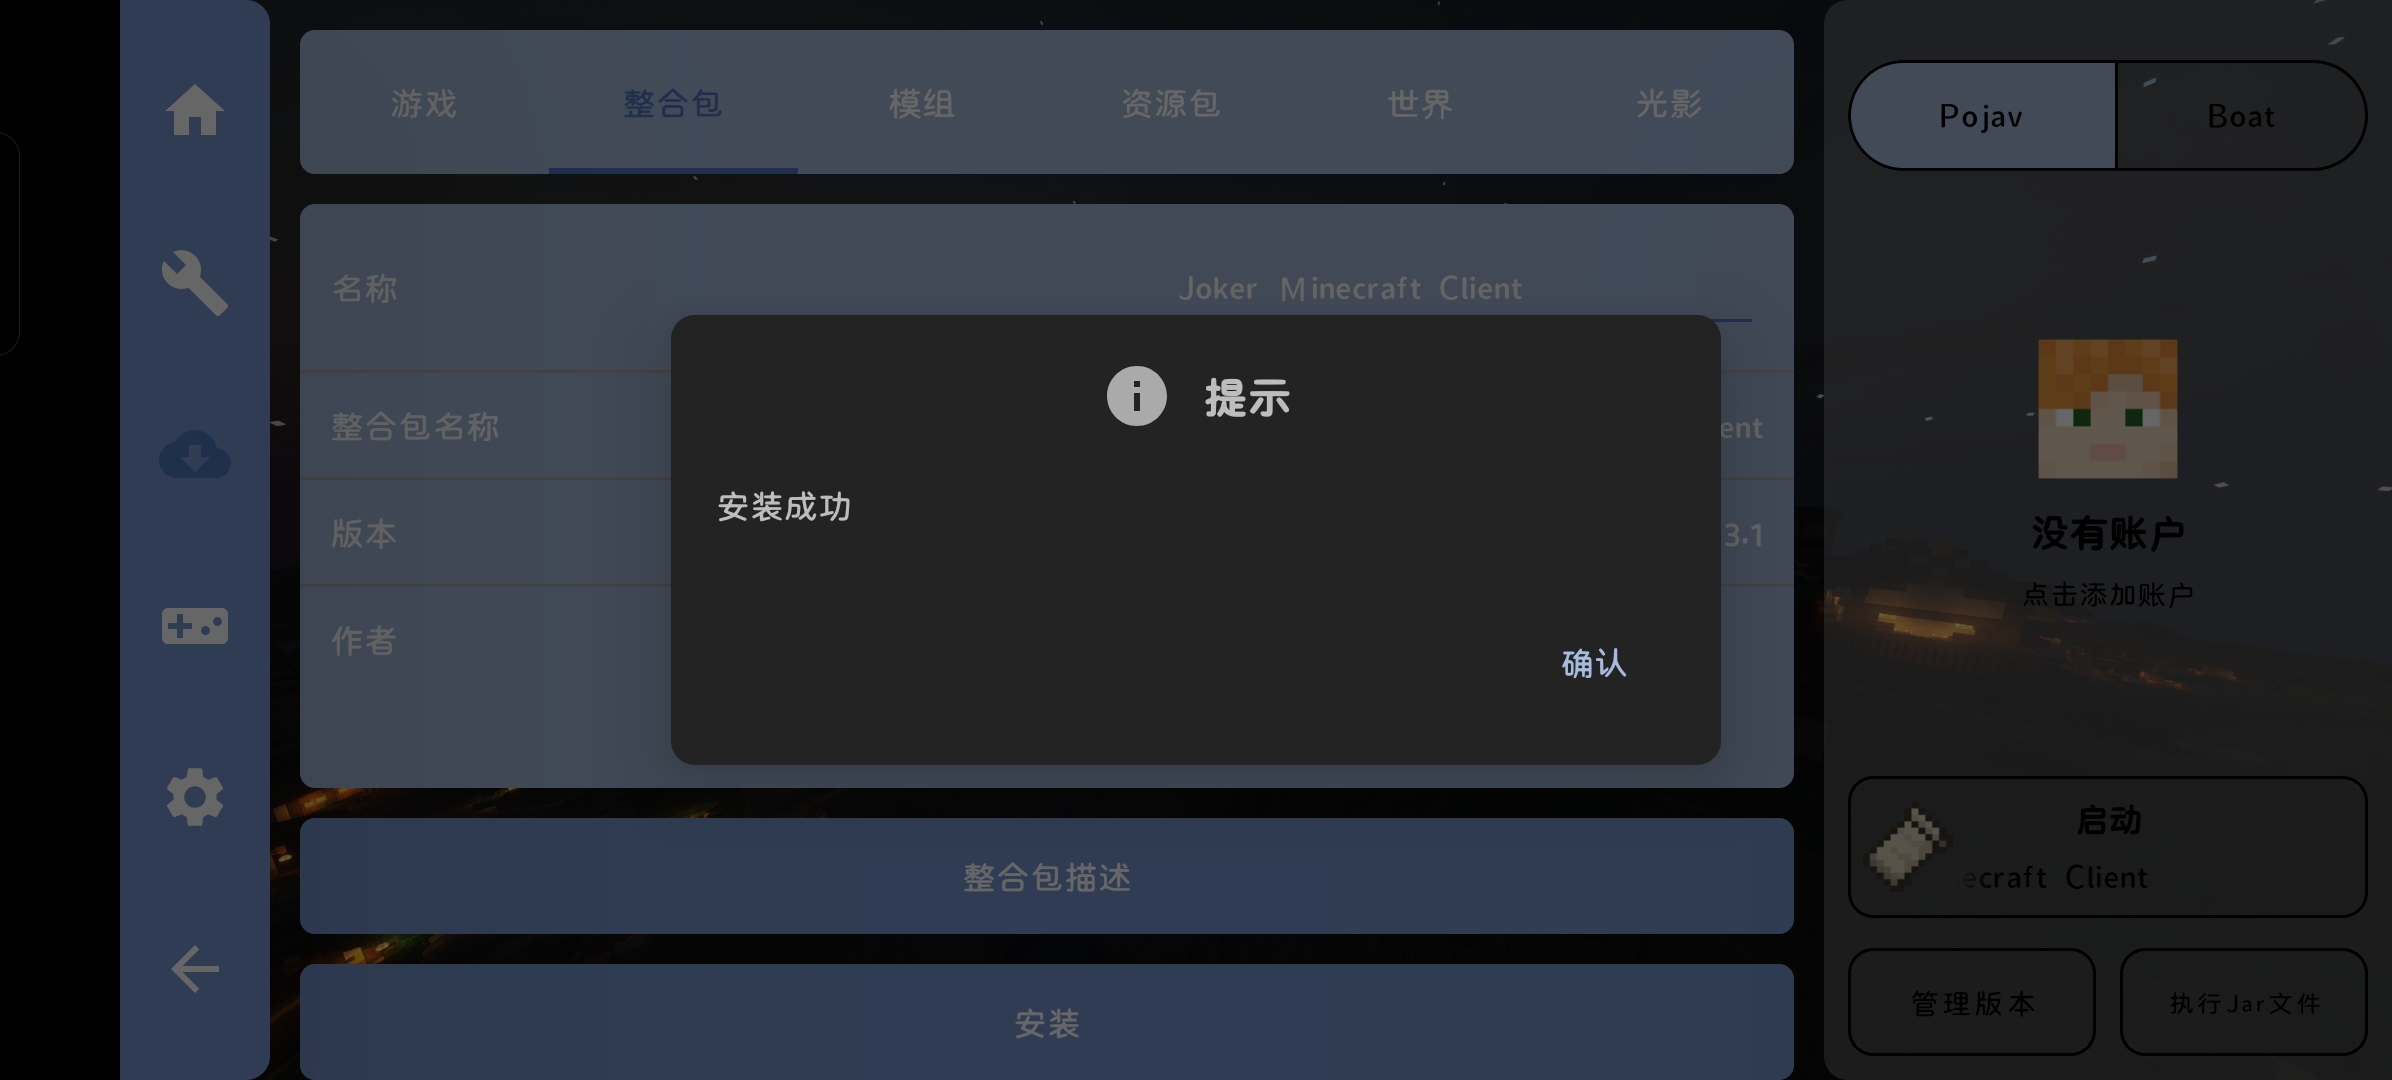 游戏 整合包 模组 资源包 世界 光影
Pojav Boat
名称 Joker Minecraft Client
提示
整合包名称 ent
安装成功
版本 3.1
没有账户
点击添加账户
作者
确认
启动
ecraft Client
整合包描述
管理版本 执行Jar文件
安装